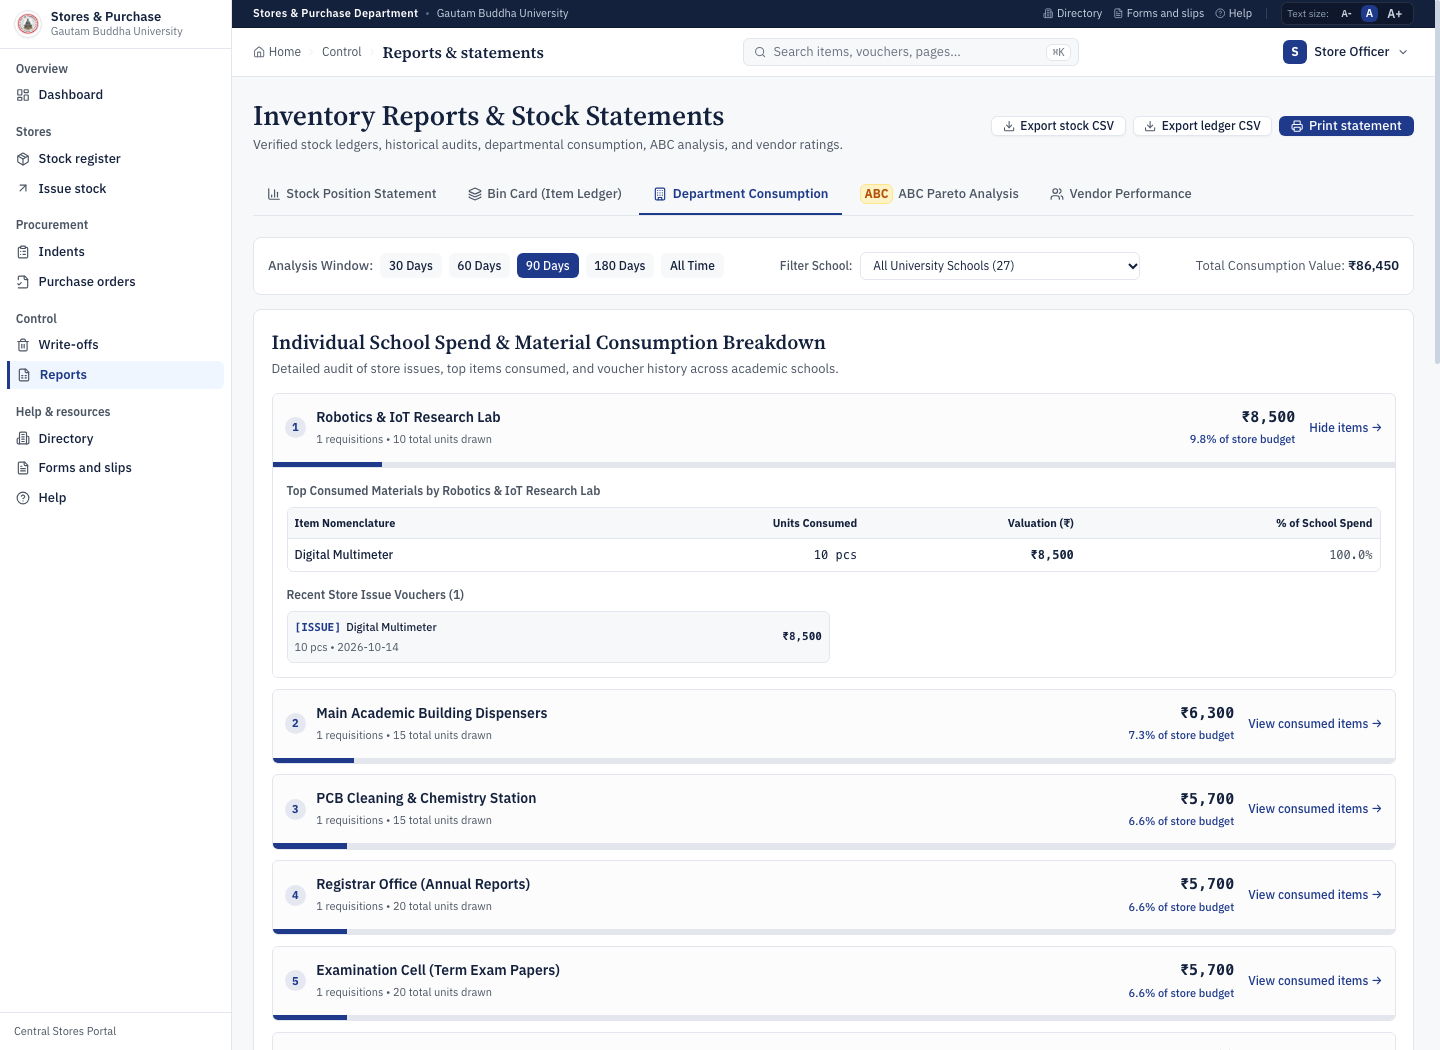 Stores & Purchase
Gautam Buddha University
Overview
Dashboard
Stores
Stock register
Issue stock
Procurement
Indents
Purchase orders
Control
Write-offs
Reports
Help & resources
Directory
Forms and slips
Help
Central Stores Portal
Stores & Purchase Department • Gautam Buddha University
Directory Forms and slips Help Text size: A- A A+
Home Control Reports & statements
Search items, vouchers, pages... ⌘K
S Store Officer
Inventory Reports & Stock Statements
Verified stock ledgers, historical audits, departmental consumption, ABC analysis, and vendor ratings.
Export stock CSV Export ledger CSV Print statement
Stock Position Statement Bin Card (Item Ledger) Department Consumption ABC ABC Pareto Analysis Vendor Performance
Analysis Window: 30 Days 60 Days 90 Days 180 Days All Time Filter School: All University Schools (27) Total Consumption Value: ₹86,450
Individual School Spend & Material Consumption Breakdown
Detailed audit of store issues, top items consumed, and voucher history across academic schools.
1 Robotics & IoT Research Lab ₹8,500 Hide items →
1 requisitions • 10 total units drawn 9.8% of store budget
Top Consumed Materials by Robotics & IoT Research Lab
Item Nomenclature Units Consumed Valuation (₹) % of School Spend
Digital Multimeter 10 pcs ₹8,500 100.0%
Recent Store Issue Vouchers (1)
[ISSUE] Digital Multimeter ₹8,500
10 pcs • 2026-10-14
2 Main Academic Building Dispensers ₹6,300 View consumed items →
1 requisitions • 15 total units drawn 7.3% of store budget
3 PCB Cleaning & Chemistry Station ₹5,700 View consumed items →
1 requisitions • 15 total units drawn 6.6% of store budget
4 Registrar Office (Annual Reports) ₹5,700 View consumed items →
1 requisitions • 20 total units drawn 6.6% of store budget
5 Examination Cell (Term Exam Papers) ₹5,700 View consumed items →
1 requisitions • 20 total units drawn 6.6% of store budget